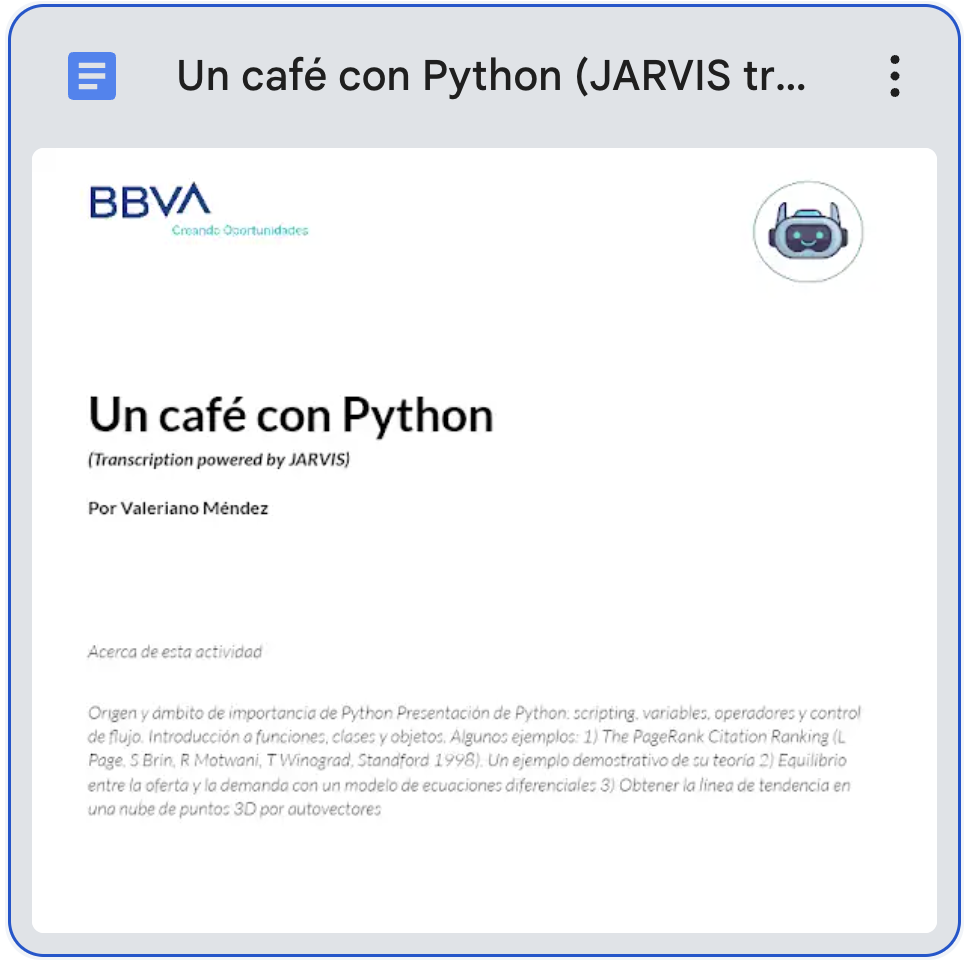 Un café con Python (JARVIS tr...
BBVA
Creando Oportunidades
Un café con Python
(Transcription powered by JARVIS)
Por Valeriano Méndez
Acerca de esta actividad
Origen y ámbito de importancia de Python Presentación de Python: scripting, variables, operadores y control
de flujo. Introducción a funciones, clases y objetos. Algunos ejemplos: 1) The PageRank Citation Ranking (L
Page, S Brin, R Motwani, T Winograd, Standford 1998). Un ejemplo demostrativo de su teoría 2) Equilibrio
entre la oferta y la demanda con un modelo de ecuaciones diferenciales 3) Obtener la línea de tendencia en
una nube de puntos 3D por autovectores